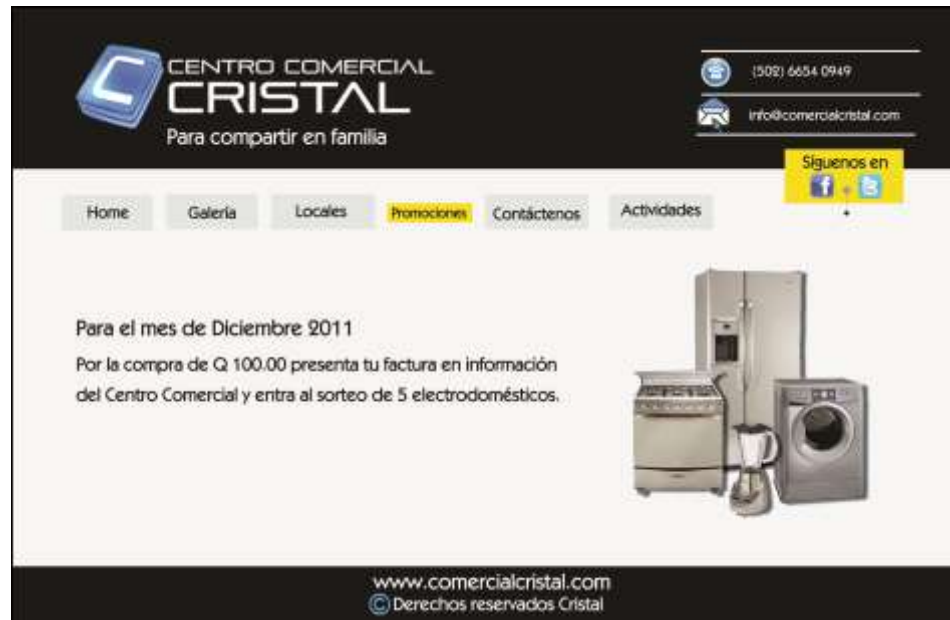 CENTRO COMERCIAL
CRISTAL
Para compartir en familia
(502) 6654 0949
info@comercialcristal.com
Síguenos en
Home
Galería
Locales
Promociones
Contáctenos
Actividades
Para el mes de Diciembre 2011
Por la compra de Q 100.00 presenta tu factura en información
del Centro Comercial y entra al sorteo de 5 electrodomésticos.
www.comercialcristal.com
© Derechos reservados Cristal